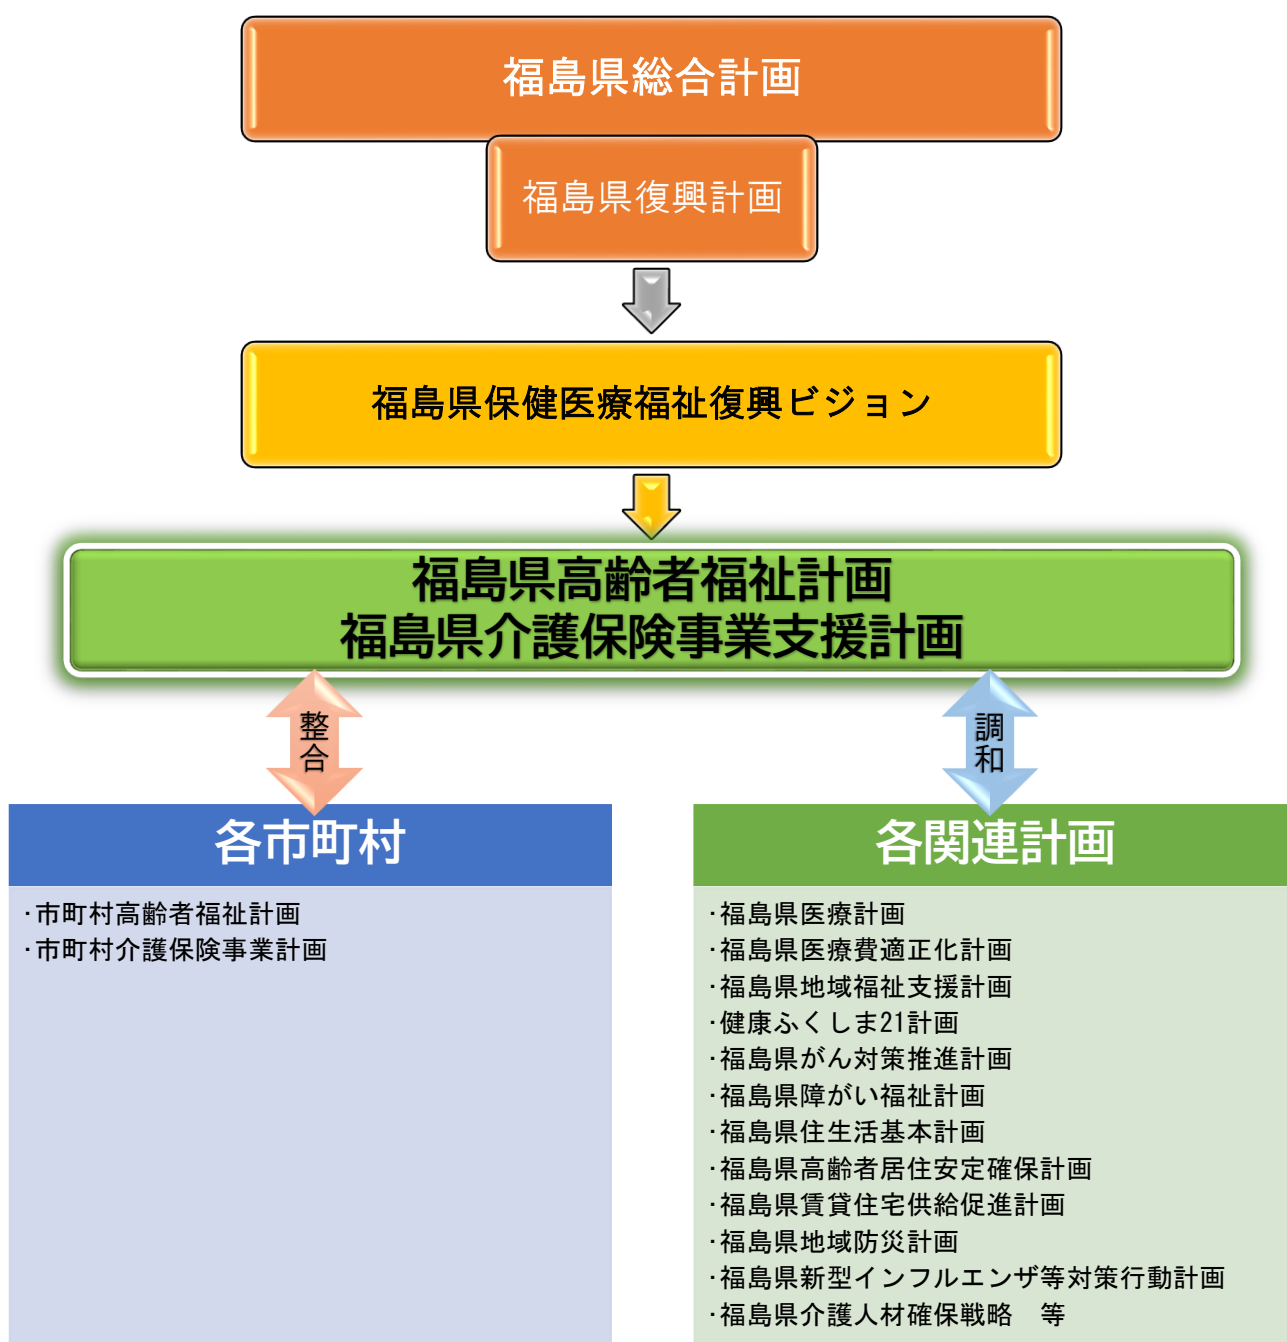 福島県総合計画
福島県復興計画
福島県保健医療福祉復興ビジョン
福島県高齢者福祉計画
福島県介護保険事業支援計画
整合
調和
各市町村
・市町村高齢者福祉計画
・市町村介護保険事業計画
各関連計画
・福島県医療計画
・福島県医療費適正化計画
・福島県地域福祉支援計画
・健康ふくしま21計画
・福島県がん対策推進計画
・福島県障がい福祉計画
・福島県住生活基本計画
・福島県高齢者居住安定確保計画
・福島県賃貸住宅供給促進計画
・福島県地域防災計画
・福島県新型インフルエンザ等対策行動計画
・福島県介護人材確保戦略　等